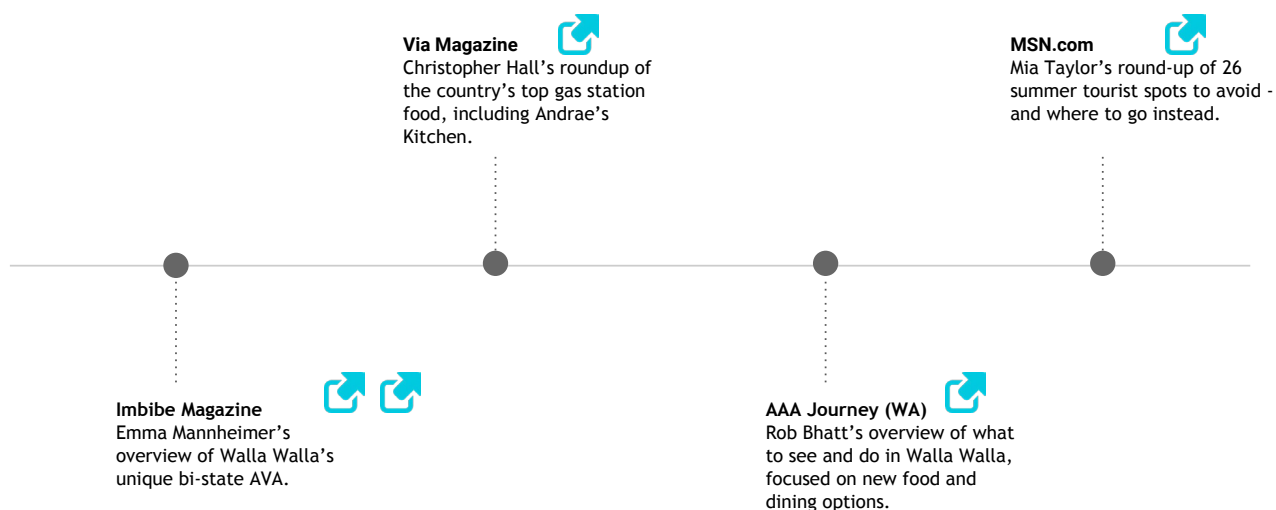 Via Magazine
Christopher Hall's roundup of
the country's top gas station
food, including Andrae's
Kitchen.
MSN.com
Mia Taylor's round-up of 26
summer tourist spots to avoid -
and where to go instead.
Imbibe Magazine
Emma Mannheimer's
overview of Walla Walla's
unique bi-state AVA.
AAA Journey (WA)
Rob Bhatt's overview of what
to see and do in Walla Walla,
focused on new food and
dining options.